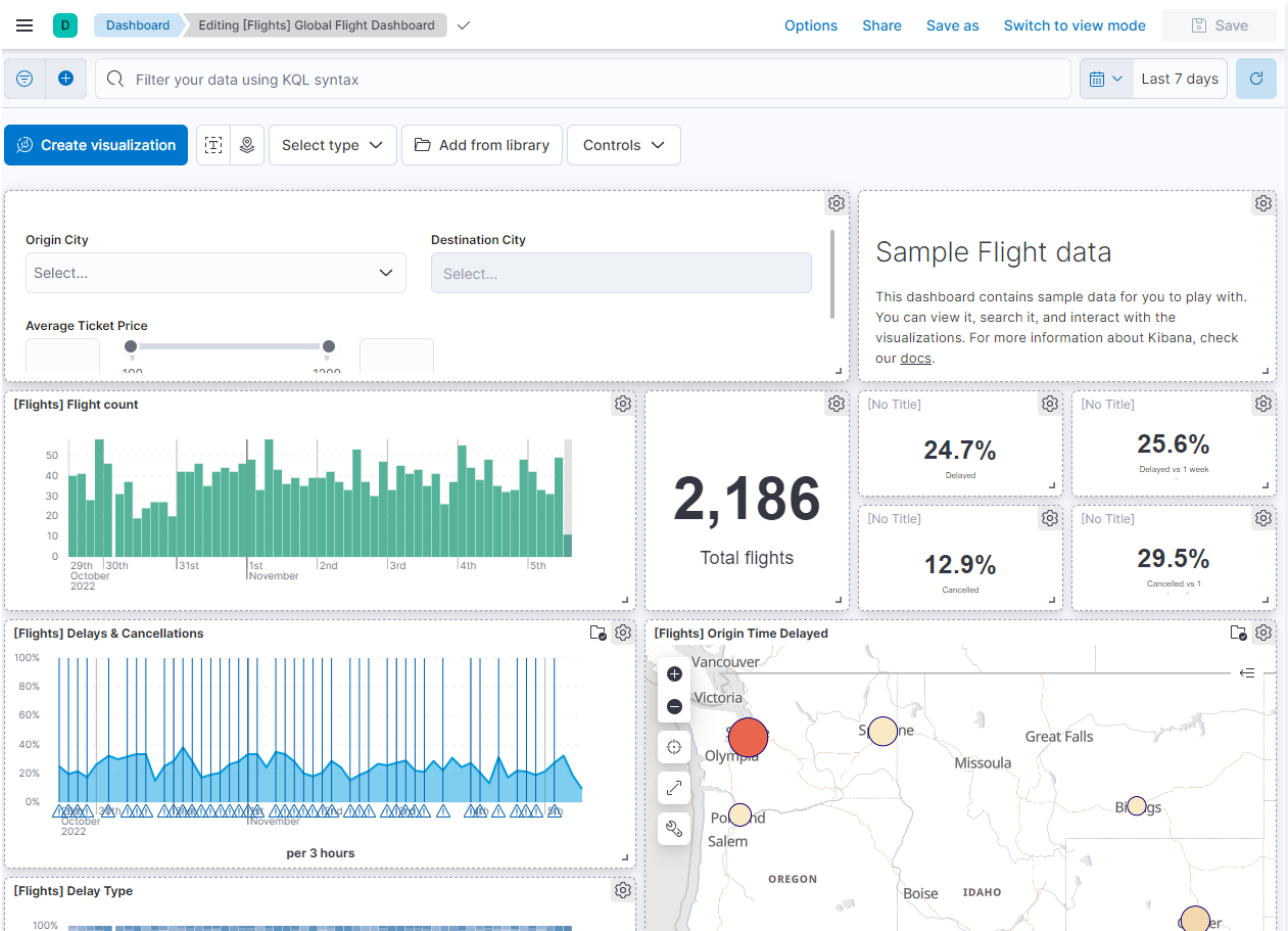 D
Dashboard
Editing [Flights] Global Flight Dashboard
Options
Share
Save as
Switch to view mode
Save
Filter your data using KQL syntax
Last 7 days
Create visualization
Select type
Add from library
Controls
Origin City
Select...
Destination City
Select...
Average Ticket Price
100
1200
Sample Flight data
This dashboard contains sample data for you to play with.
You can view it, search it, and interact with the
visualizations. For more information about Kibana, check
our docs.
[Flights] Flight count
50
40
30
20
10
0
29th
October
2022
30th
31st
1st
November
2nd
3rd
4th
5th
2,186
Total flights
[No Title]
24.7%
Delayed
[No Title]
25.6%
Delayed vs 1 week
[No Title]
12.9%
Cancelled
[No Title]
29.5%
Cancelled vs 1
[Flights] Delays & Cancellations
100%
80%
60%
40%
20%
0%
October
2022
November
per 3 hours
[Flights] Origin Time Delayed
Vancouver
Victoria
Olympia
Great Falls
Missoula
Salem
OREGON
Boise
IDAHO
[Flights] Delay Type
100%